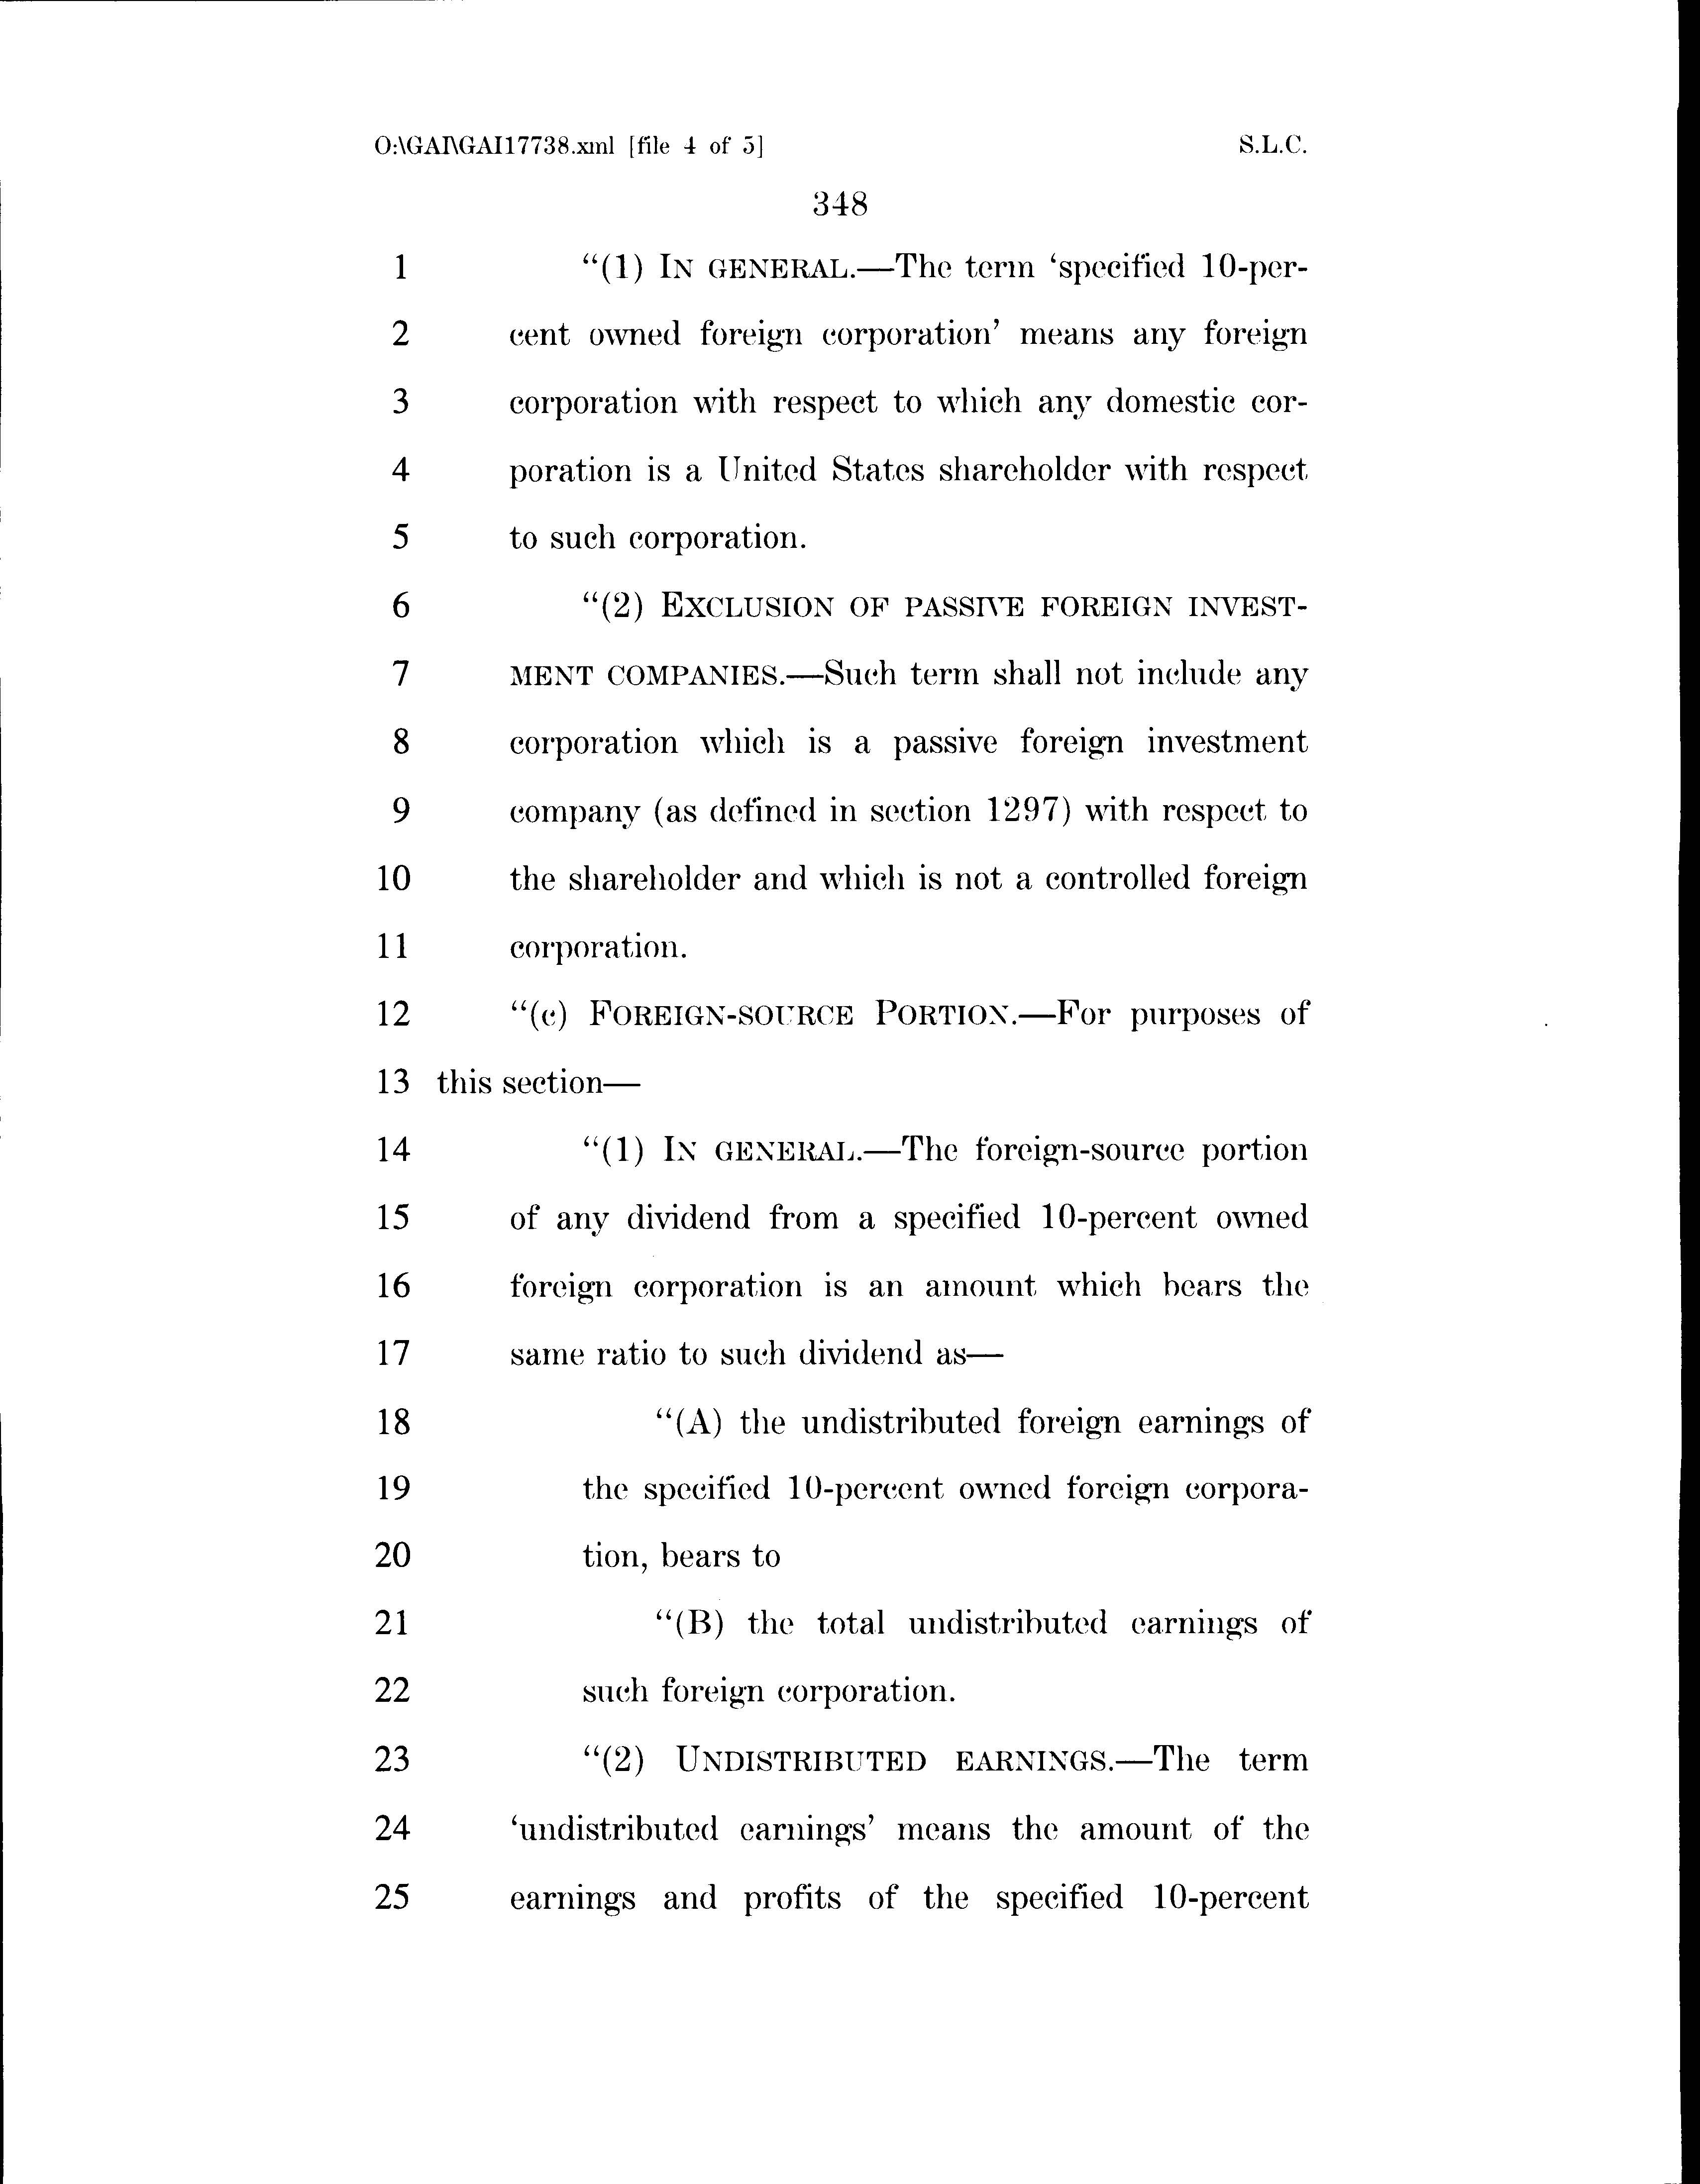 O:\GAI\GAI17738.xml [file 4 of 5] S.L.C.
348
1 “(1) IN GENERAL.—The term ‘specified 10-per-
2 cent owned foreign corporation’ means any foreign
3 corporation with respect to which any domestic cor-
4 poration is a United States shareholder with respect
5 to such corporation.
6 “(2) EXCLUSION OF PASSIVE FOREIGN INVEST-
7 MENT COMPANIES.—Such term shall not include any
8 corporation which is a passive foreign investment
9 company (as defined in section 1297) with respect to
10 the shareholder and which is not a controlled foreign
11 corporation.
12 “(c) FOREIGN-SOURCE PORTION.—For purposes of
13 this section—
14 “(1) IN GENERAL.—The foreign-source portion
15 of any dividend from a specified 10-percent owned
16 foreign corporation is an amount which bears the
17 same ratio to such dividend as—
18 “(A) the undistributed foreign earnings of
19 the specified 10-percent owned foreign corpora-
20 tion, bears to
21 “(B) the total undistributed earnings of
22 such foreign corporation.
23 “(2) UNDISTRIBUTED EARNINGS.—The term
24 ‘undistributed earnings’ means the amount of the
25 earnings and profits of the specified 10-percent